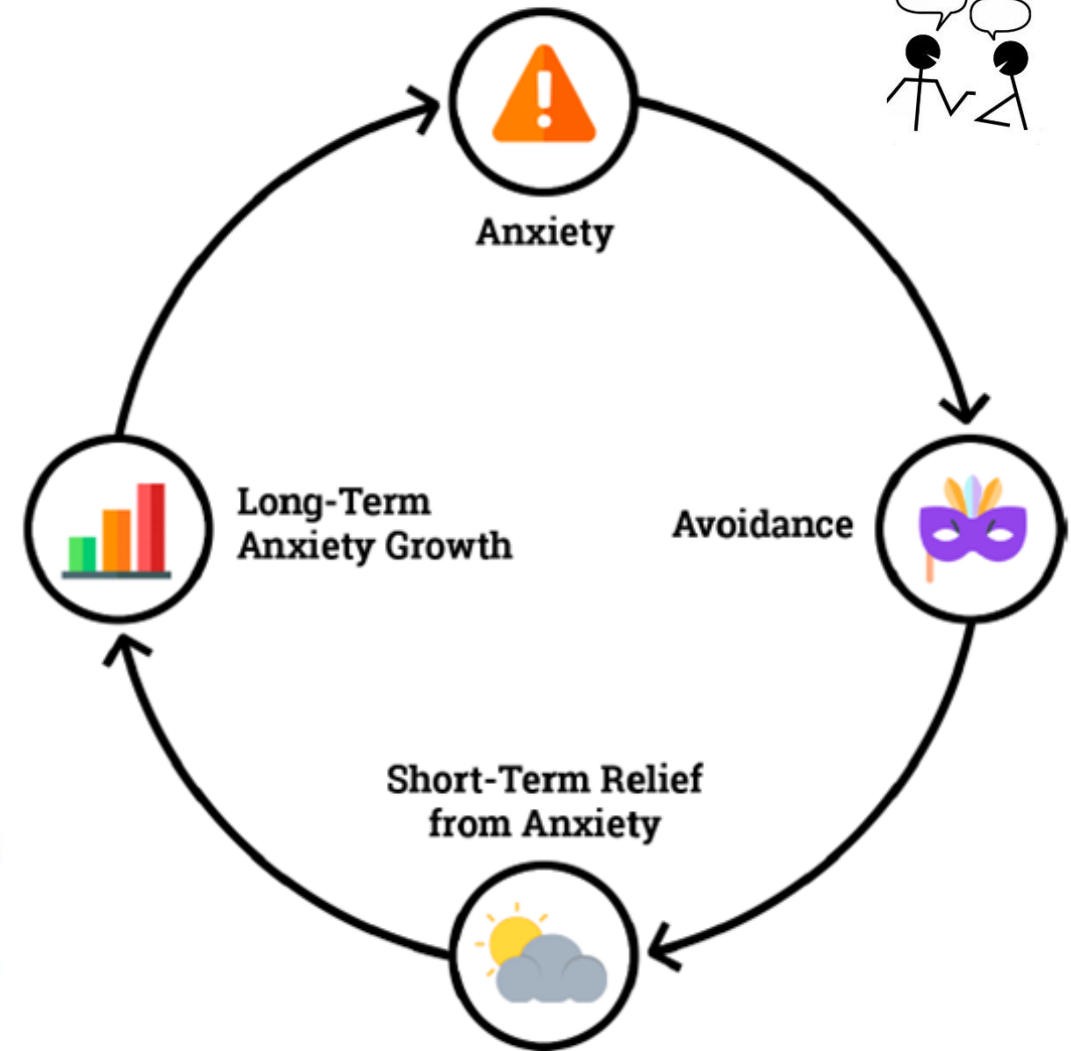 Anxiety
Long-Term
Anxiety Growth
Avoidance
Short-Term Relief
from Anxiety